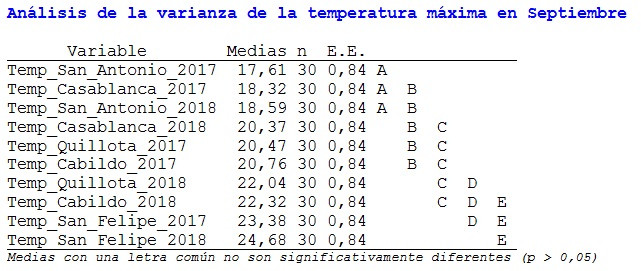 Análisis de la varianza de la temperatura máxima en Septiembre
Variable Medias n E.E.
Temp_San_Antonio_2017 17,61 30 0,84 A
Temp_Casablanca_2017 18,32 30 0,84 A B
Temp_San_Antonio_2018 18,59 30 0,84 A B
Temp_Casablanca_2018 20,37 30 0,84 B C
Temp_Quillota_2017 20,47 30 0,84 B C
Temp_Cabildo_2017 20,76 30 0,84 B C
Temp_Quillota_2018 22,04 30 0,84 C D
Temp_Cabildo_2018 22,32 30 0,84 C D E
Temp_San_Felipe_2017 23,38 30 0,84 D E
Temp_San_Felipe_2018 24,68 30 0,84 E
Medias con una letra común no son significativamente diferentes (p > 0,05)